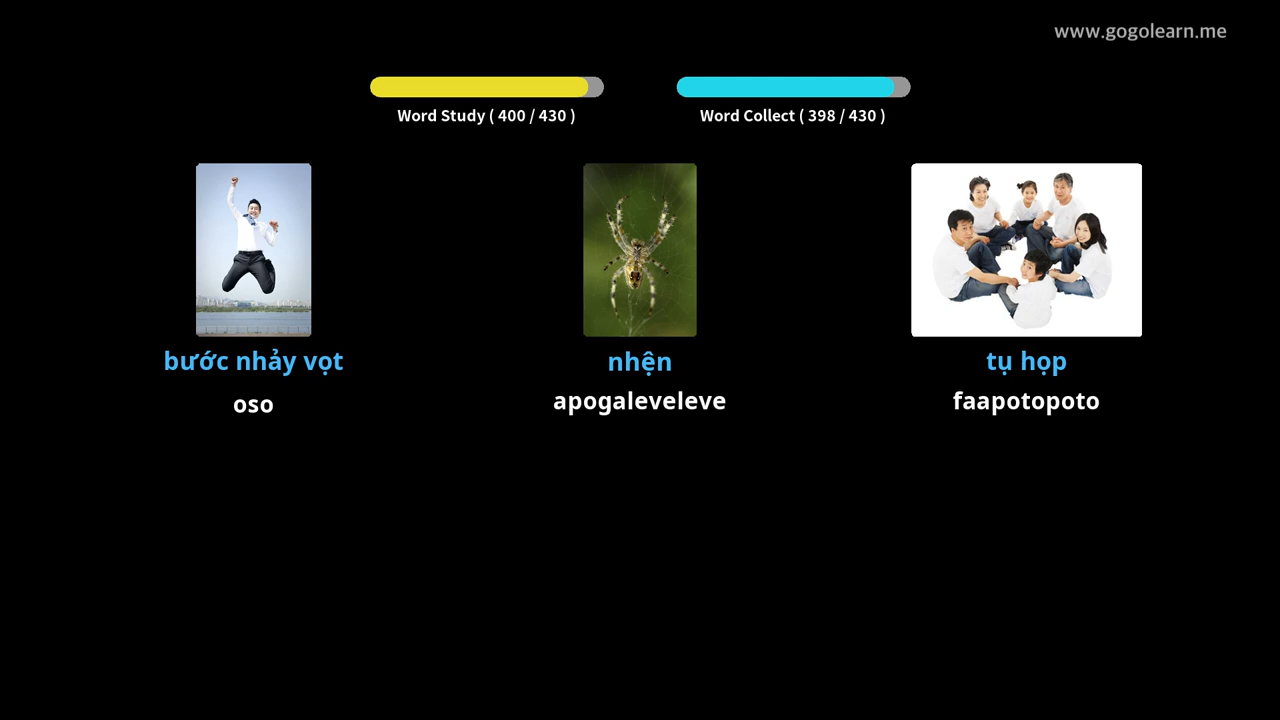 www.gogolearn.me
Word Study ( 400 / 430 )
Word Collect ( 398 / 430 )
bước nhảy vọt
nhện
tụ họp
oso
apogaleveleve
faapotopoto